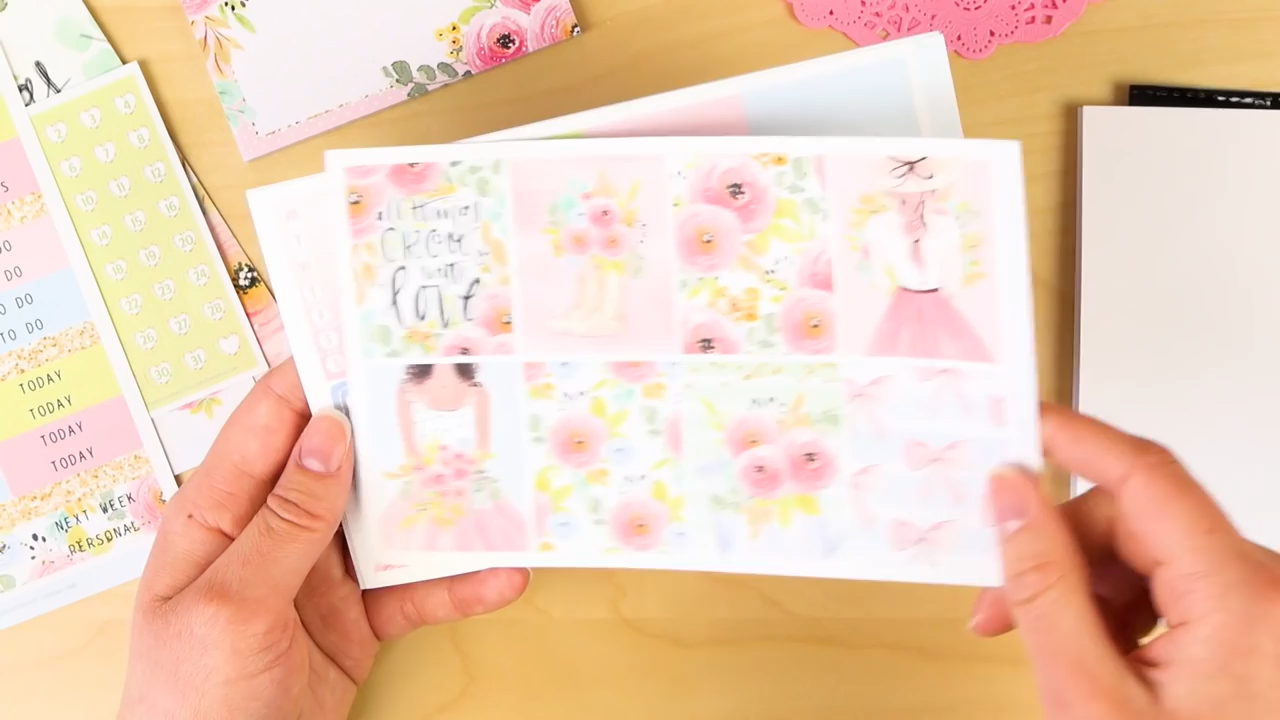 al
S
DO
DO
TO DO
TO DO
TODAY
TODAY
TODAY
TODAY
NEXT WEEK
PERSONAL
2 3 4
6 7 8
10 11 12
14 15 16
18 19 20
22 23 24
26 27 28
30 31
all things
GROW
with
love